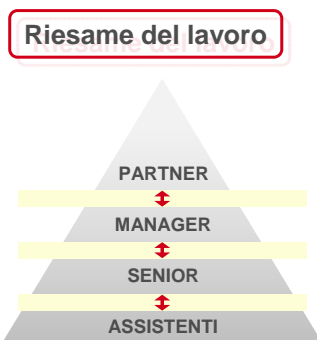 Riesame del lavoro
PARTNER
MANAGER
SENIOR
ASSISTENTI